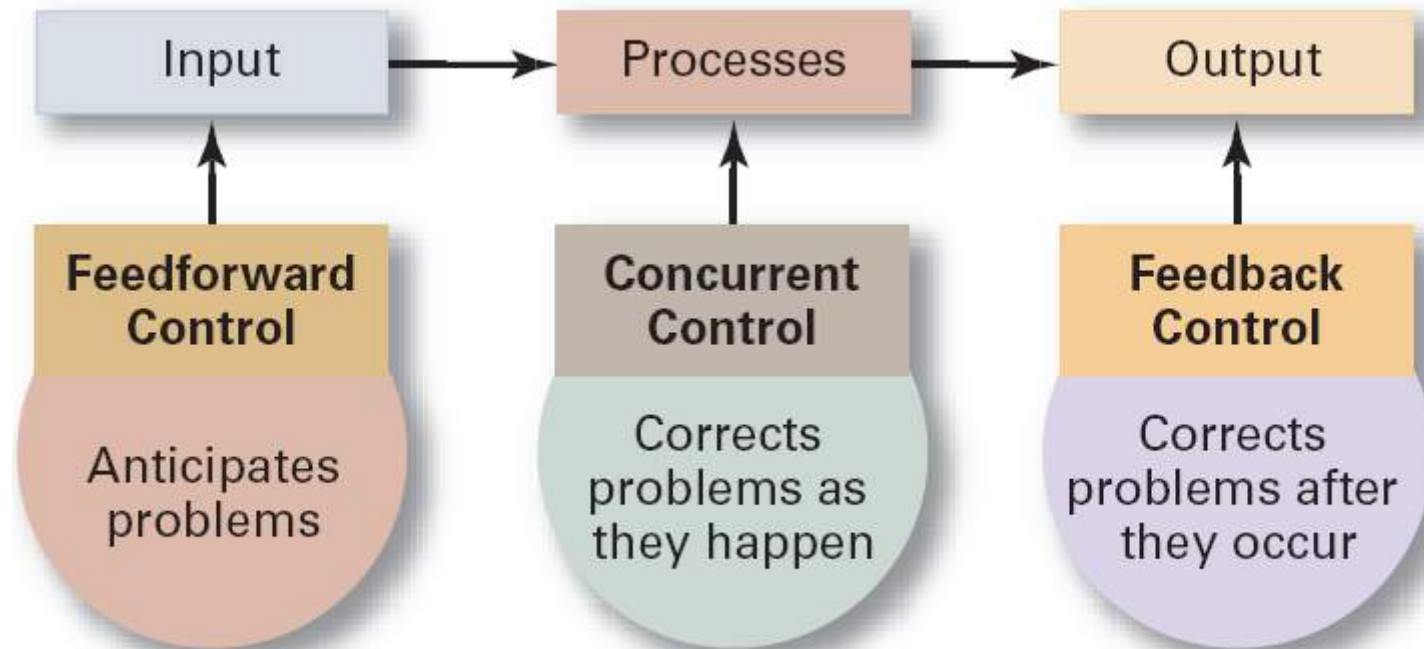 Input
Processes
Output
Feedforward
Control
Concurrent
Control
Feedback
Control
Anticipates
problems
Corrects
problems as
they happen
Corrects
problems after
they occur